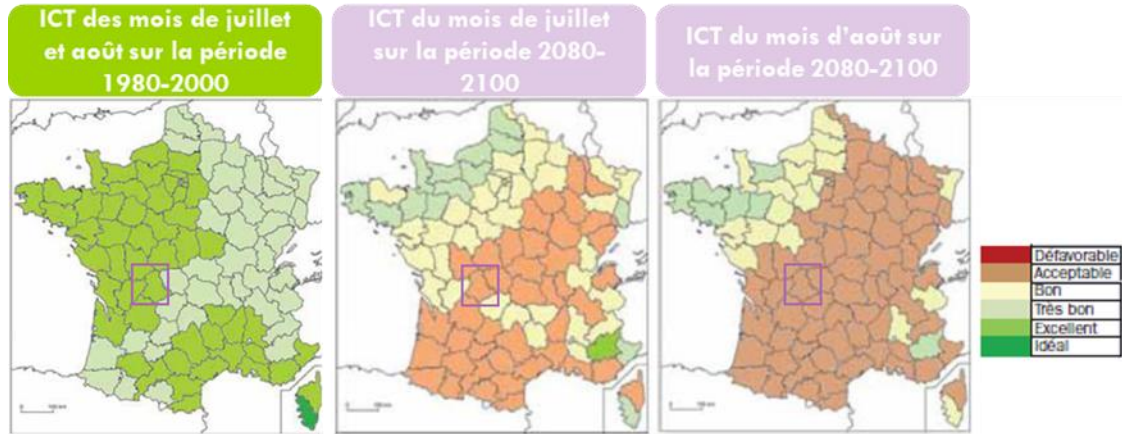 ICT des mois de juillet
et août sur la période
1980-2000
ICT du mois de juillet
sur la période 2080-
2100
ICT du mois d'août sur
la période 2080-2100
Défavorable
Acceptable
Bon
Très bon
Excellent
Idéal